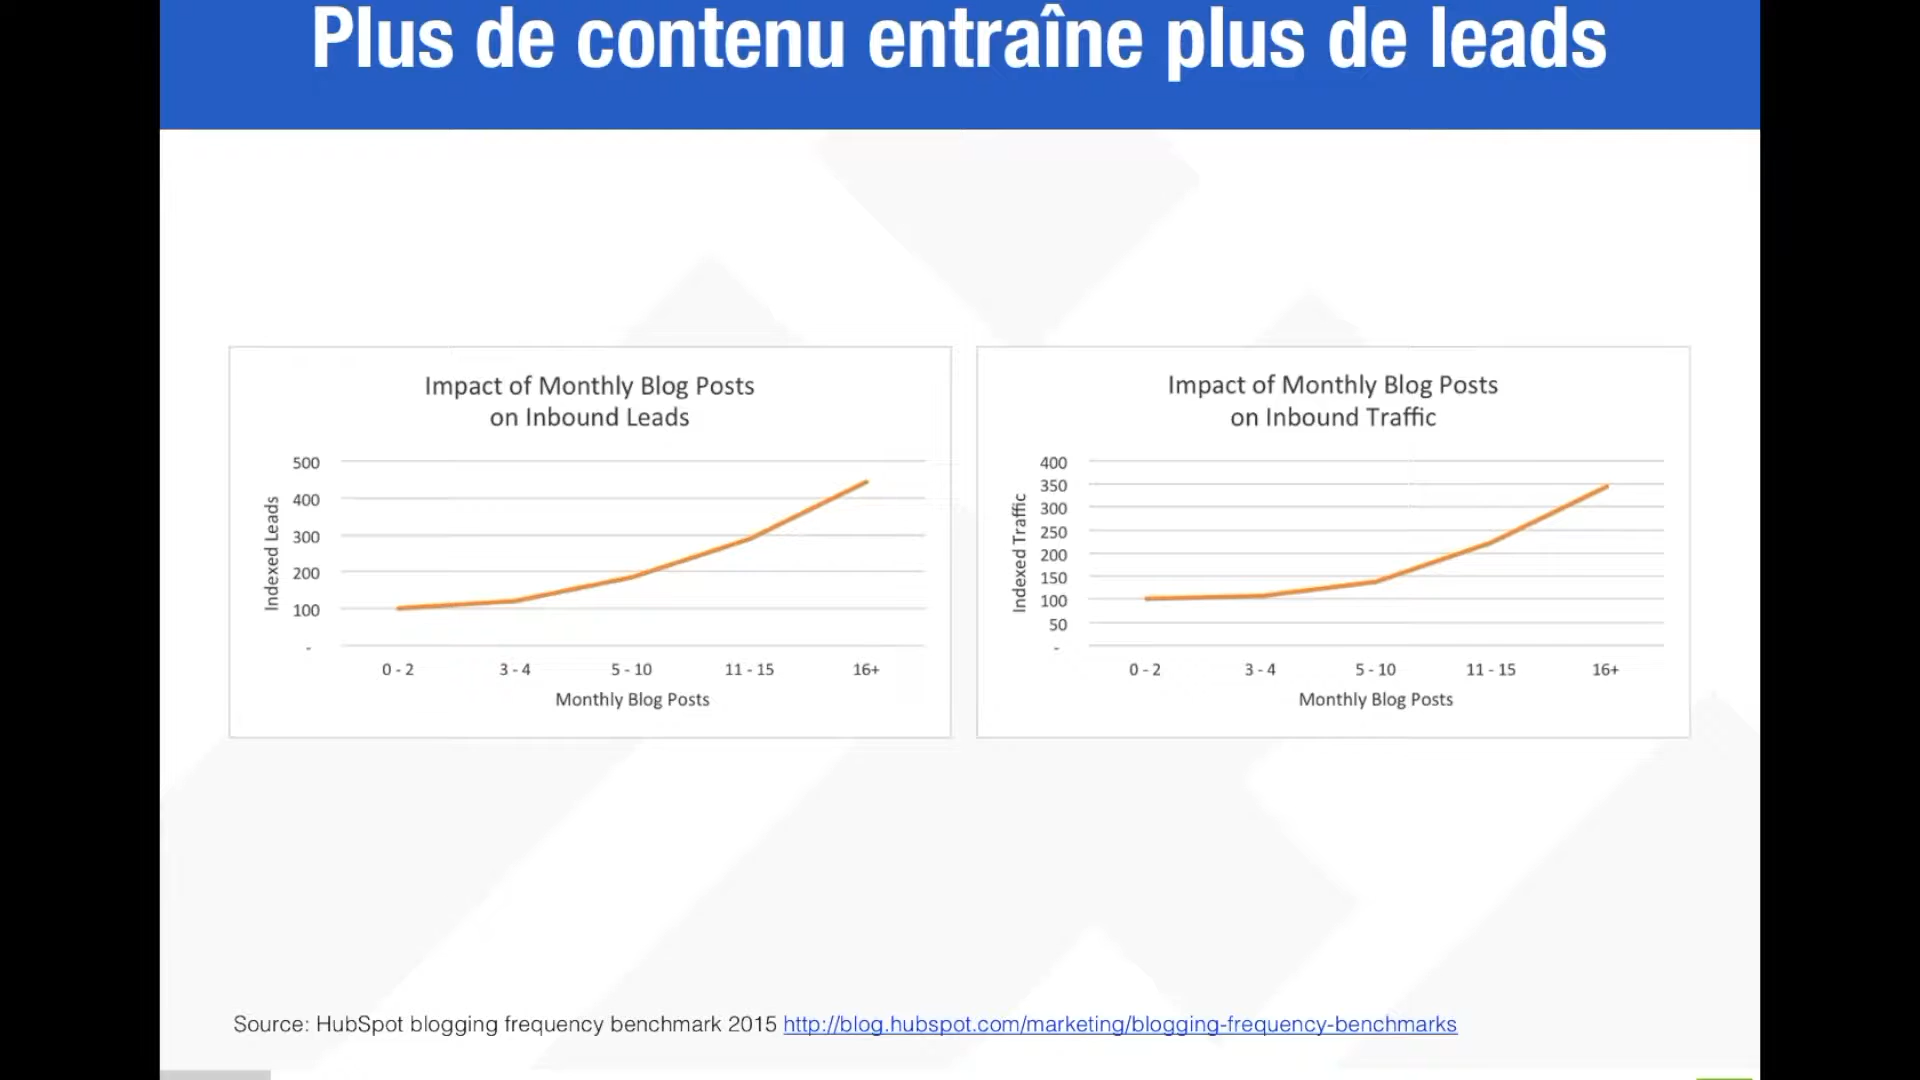 Plus de contenu entraîne plus de leads
Impact of Monthly Blog Posts
on Inbound Leads
Indexed Leads
500
400
300
200
100
-
0 - 2
3 - 4
5 - 10
11 - 15
16+
Monthly Blog Posts
Impact of Monthly Blog Posts
on Inbound Traffic
Indexed Traffic
400
350
300
250
200
150
100
50
-
0 - 2
3 - 4
5 - 10
11 - 15
16+
Monthly Blog Posts
Source: HubSpot blogging frequency benchmark 2015 http://blog.hubspot.com/marketing/blogging-frequency-benchmarks